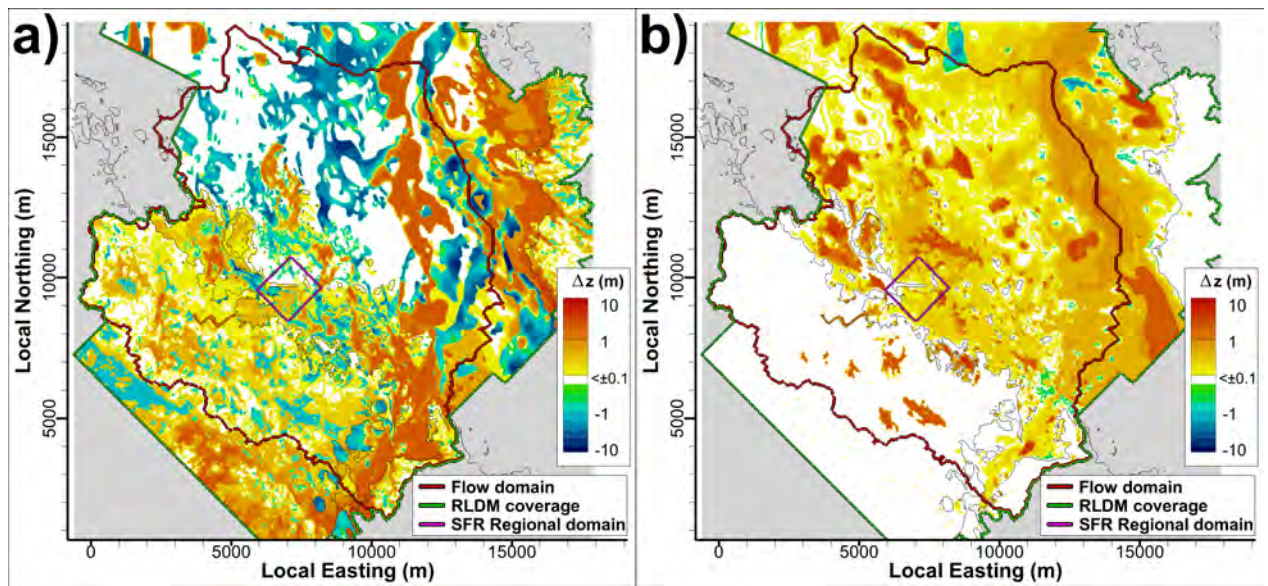 a)
Local Northing (m)
15000
10000
5000
0
5000
10000
15000
Local Easting (m)
Δz (m)
10
1
<±0.1
-1
-10
Flow domain
RLDM coverage
SFR Regional domain
b)
Local Northing (m)
15000
10000
5000
0
5000
10000
15000
Local Easting (m)
Δz (m)
10
1
<±0.1
-1
-10
Flow domain
RLDM coverage
SFR Regional domain